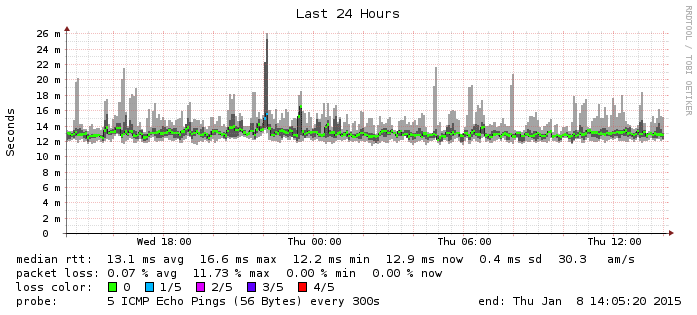 Last 24 Hours
RRDTOOL / TOBI OETIKER
Seconds
26 m
24 m
22 m
20 m
18 m
16 m
14 m
12 m
10 m
8 m
6 m
4 m
2 m
0
Wed 18:00 Thu 00:00 Thu 06:00 Thu 12:00
median rtt: 13.1 ms avg 16.6 ms max 12.2 ms min 12.9 ms now 0.4 ms sd 30.3 am/s
packet loss: 0.07 % avg 11.73 % max 0.00 % min 0.00 % now
loss color: 0 1/5 2/5 3/5 4/5
probe: 5 ICMP Echo Pings (56 Bytes) every 300s end: Thu Jan 8 14:05:20 2015